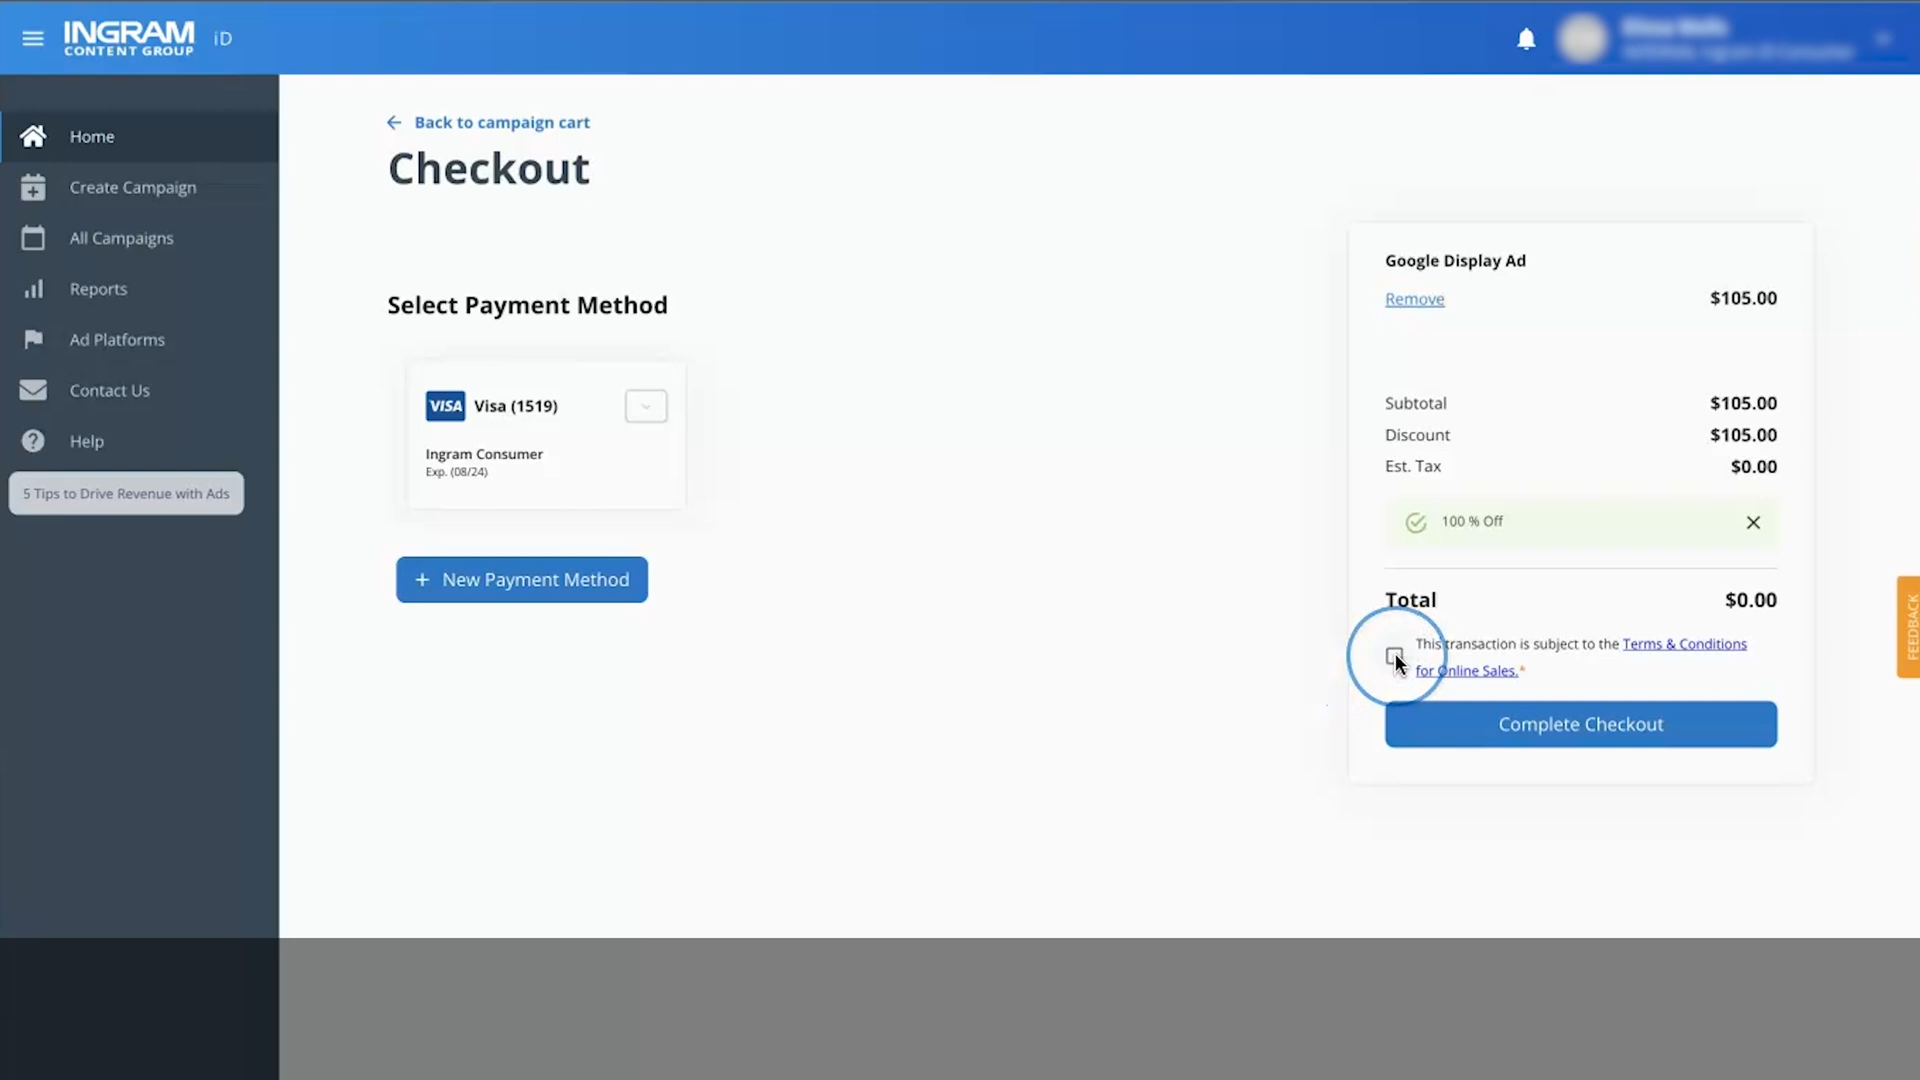 INGRAM
CONTENT GROUP
iD
Home
Create Campaign
All Campaigns
Reports
Ad Platforms
Contact Us
Help
5 Tips to Drive Revenue with Ads
Back to campaign cart
Checkout
Select Payment Method
VISA Visa (1519)
Ingram Consumer
Exp. (08/24)
+ New Payment Method
Google Display Ad
Remove $105.00
Subtotal $105.00
Discount $105.00
Est. Tax $0.00
100 % Off
Total $0.00
This transaction is subject to the Terms & Conditions
for Online Sales.*
Complete Checkout
FEEDBACK